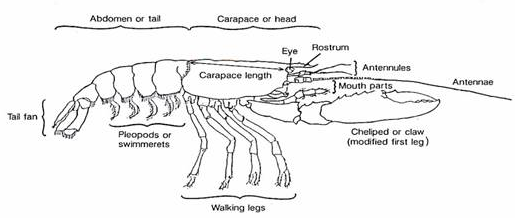 Abdomen or tail
Carapace or head
Eye
Rostrum
Antennules
Carapace length
Antennae
Mouth parts
Tail fan
Pleopods or
swimmerets
Cheliped or claw
(modified first leg)
Walking legs